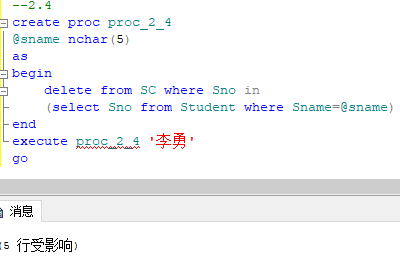 --2.4
create proc proc_2_4
@sname nchar(5)
as
begin
delete from SC where Sno in
(select Sno from Student where Sname=@sname)
end
execute proc_2_4 '李勇'
go
消息
(5 行受影响)